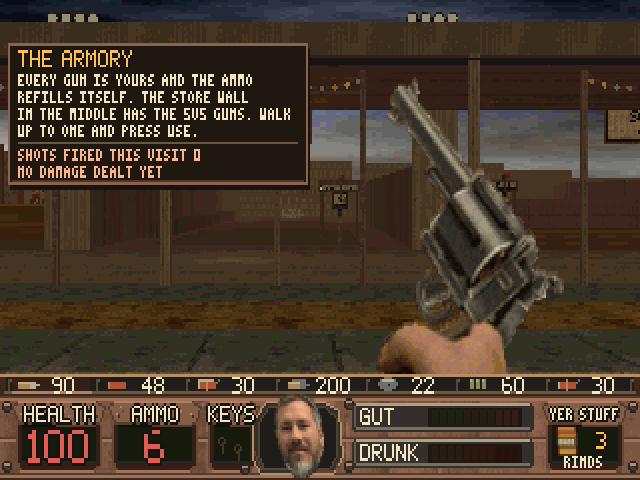 THE ARMORY
EVERY GUN IS YOURS AND THE AMMO
REFILLS ITSELF. THE STORE WALL
IN THE MIDDLE HAS THE 5V5 GUNS. WALK
UP TO ONE AND PRESS USE.
SHOTS FIRED THIS VISIT 0
NO DAMAGE DEALT YET
90 48 30 200 22 60 30
HEALTH AMMO KEYS GUT YER STUFF
100 6 3
DRUNK RINDS